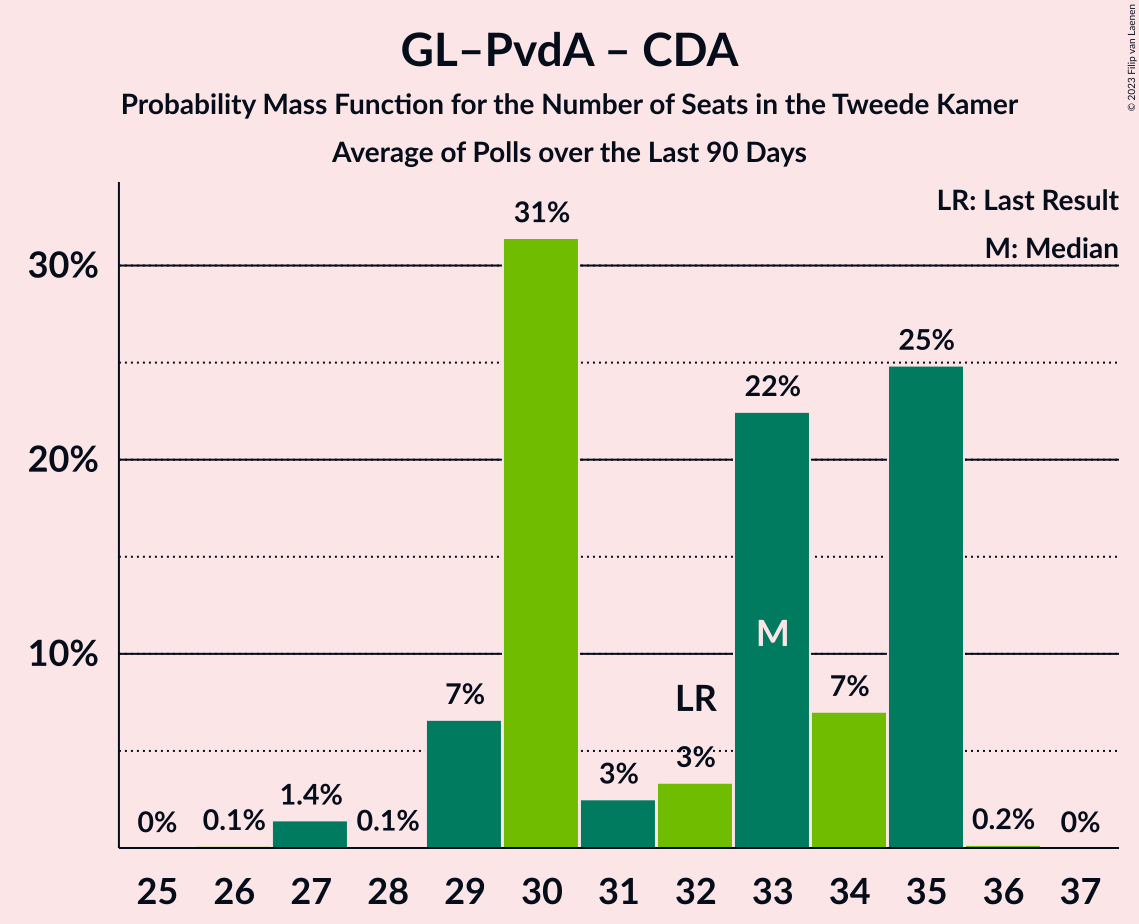 GL–PvdA – CDA
Probability Mass Function for the Number of Seats in the Tweede Kamer
Average of Polls over the Last 90 Days
© 2023 Filip van Laenen
LR: Last Result
M: Median
30%
20%
10%
0%
0.1%
1.4%
0.1%
7%
31%
3%
LR
3%
22%
M
7%
25%
0.2%
0%
25 26 27 28 29 30 31 32 33 34 35 36 37